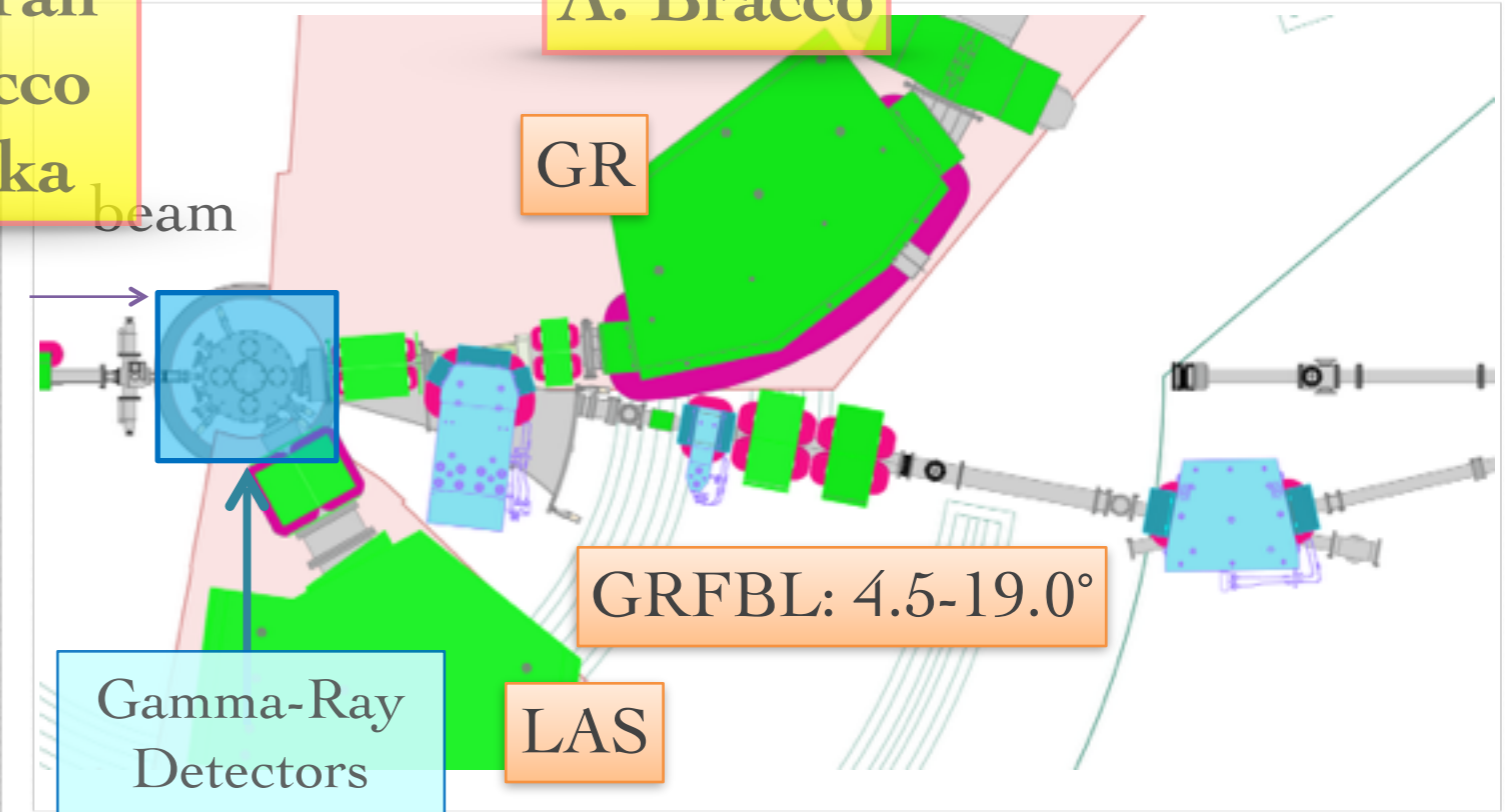 A. Bracco
cco
ka
beam
GR
GRFBL: 4.5-19.0°
LAS
Gamma-Ray
Detectors